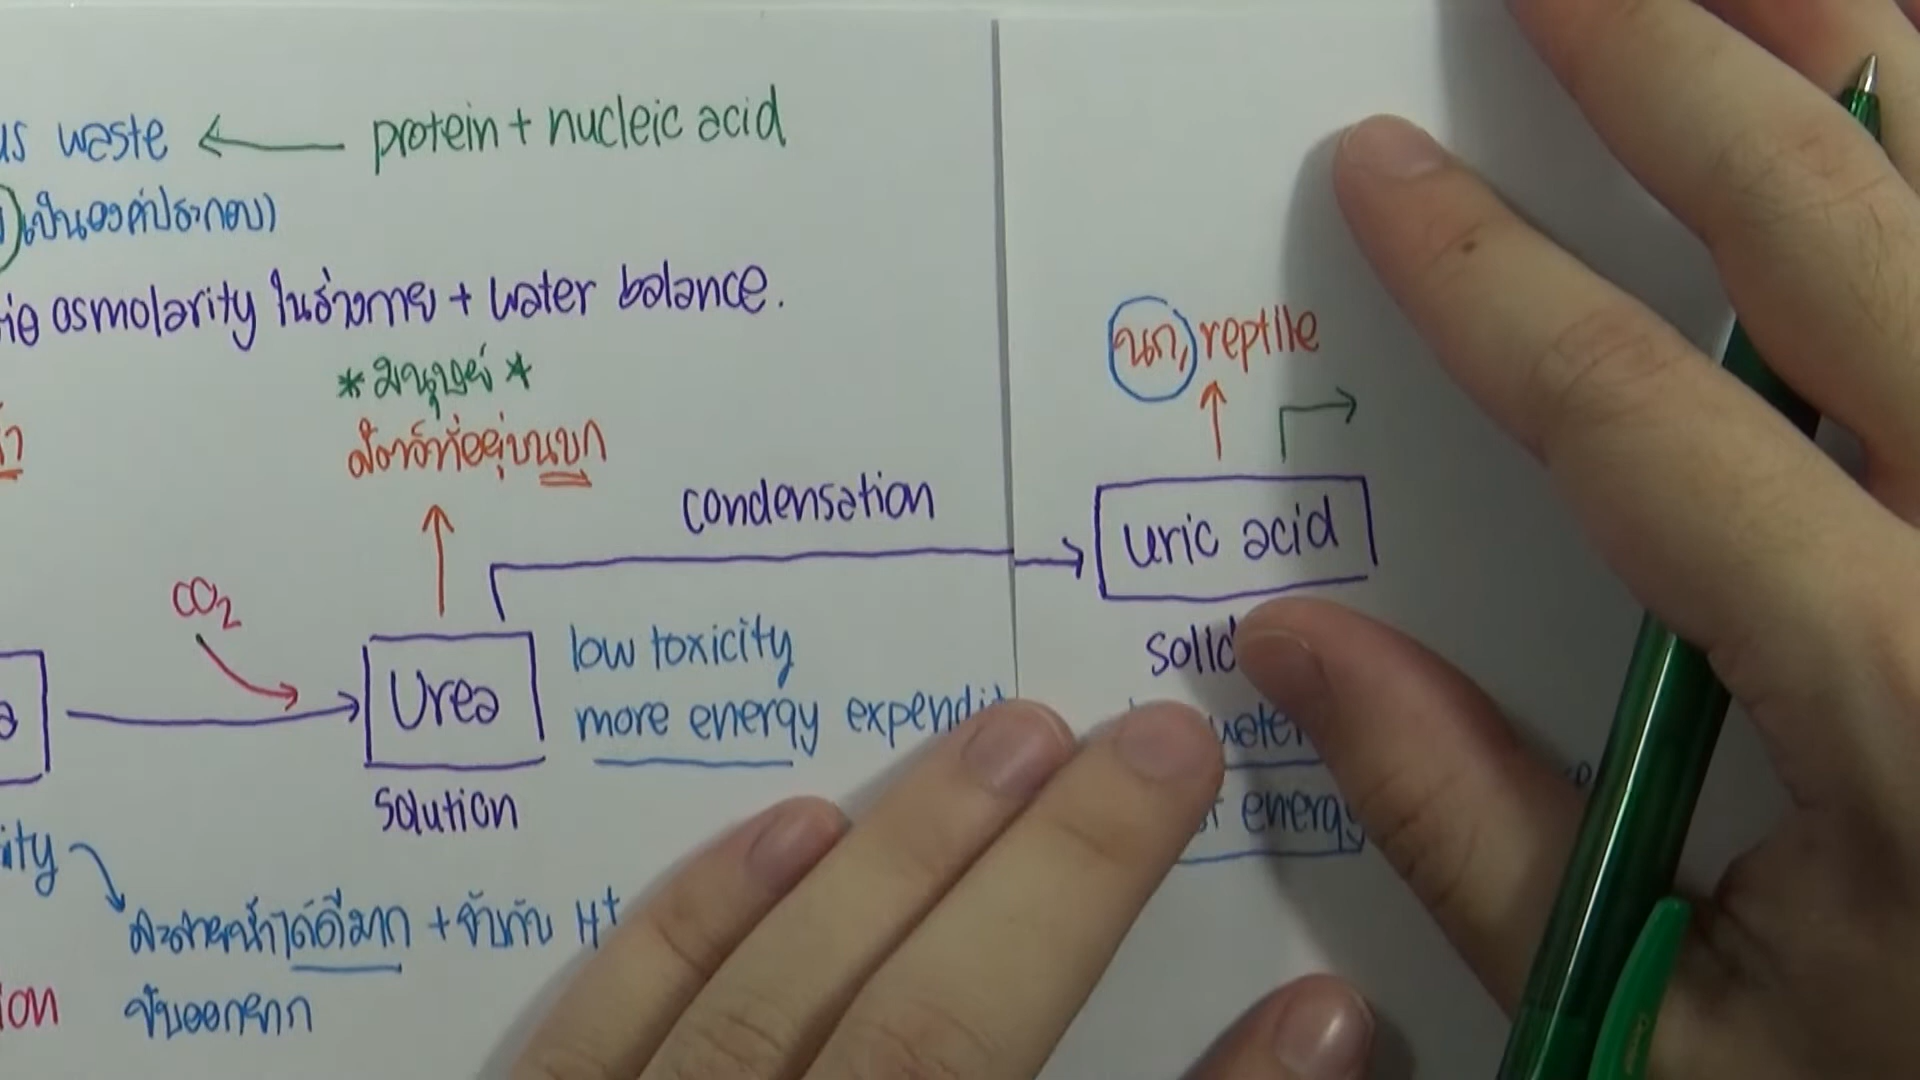 us waste ← protein + nucleic acid
เป็นองค์ประกอบ)
osmolarity ในร่างกาย + water balance.
* มนุษย์ *
สัตว์ที่อยู่บนบก
นก, reptile
condensation
uric acid
CO2
Urea
low toxicity
more energy
solution
water
energy
ละลายน้ำได้ดีมาก + จับกับ H+
ขับออกยาก